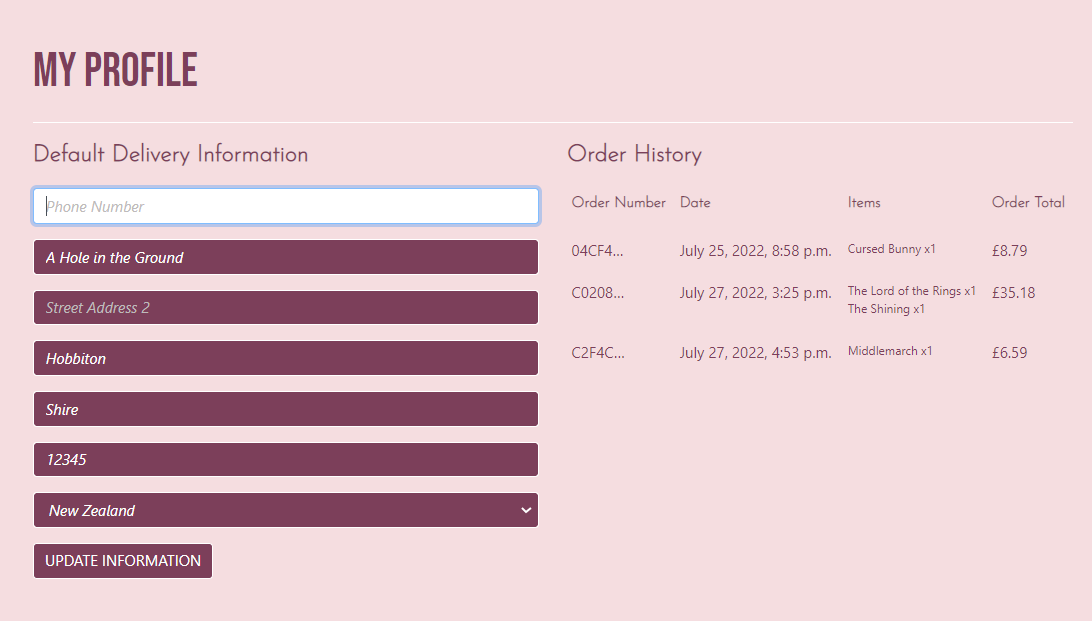 MY PROFILE
Default Delivery Information
Phone Number
A Hole in the Ground
Street Address 2
Hobbiton
Shire
12345
New Zealand
UPDATE INFORMATION
Order History
Order Number Date Items Order Total
04CF4... July 25, 2022, 8:58 p.m. Cursed Bunny x1 £8.79
C0208... July 27, 2022, 3:25 p.m. The Lord of the Rings x1 £35.18
The Shining x1
C2F4C... July 27, 2022, 4:53 p.m. Middlemarch x1 £6.59